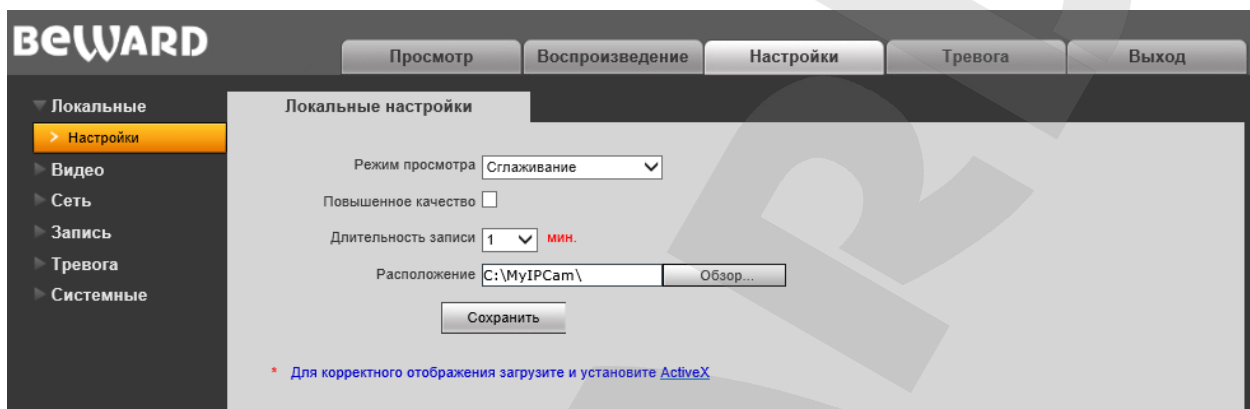 BEWARD
Просмотр Воспроизведение Настройки Тревога Выход
Локальные
Настройки
Видео
Сеть
Запись
Тревога
Системные
Локальные настройки
Режим просмотра Сглаживание
Повышенное качество
Длительность записи 1 мин.
Расположение C:\MyIPCam\ Обзор...
Сохранить
* Для корректного отображения загрузите и установите ActiveX